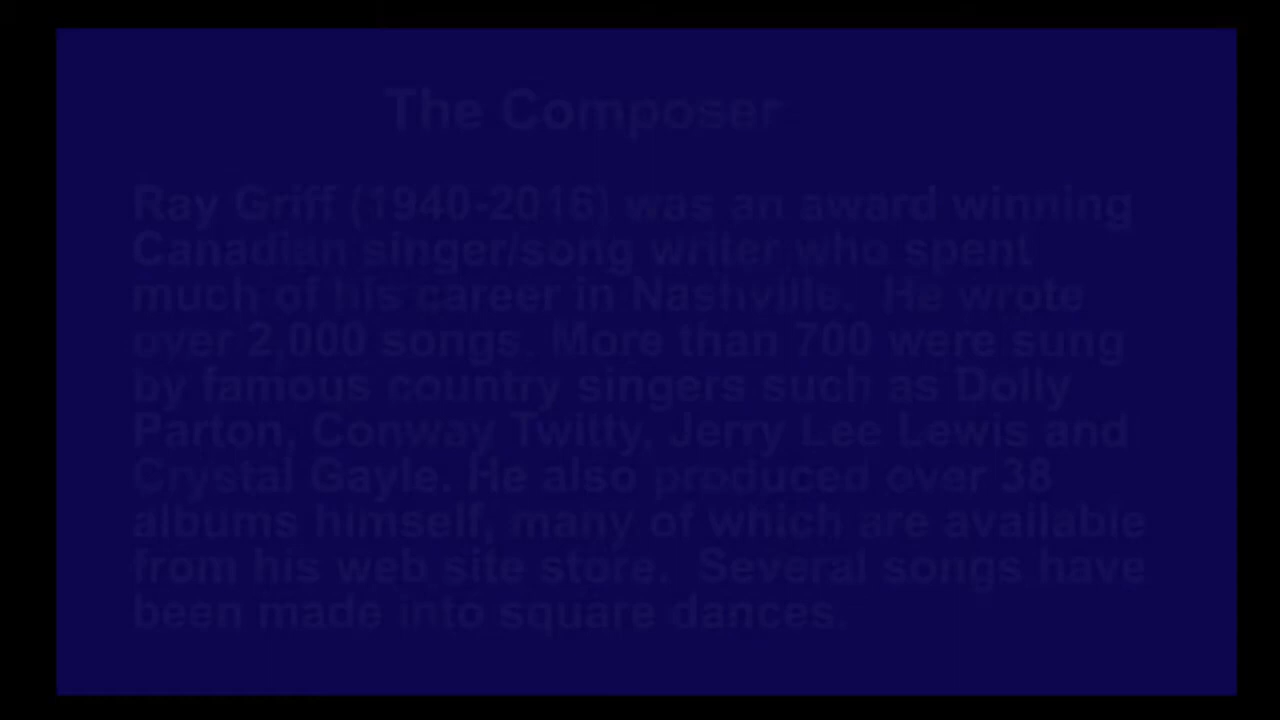 The Composer
Ray Griff (1940-2016) was an award winning
Canadian singer/song writer who spent
much of his career in Nashville.  He wrote
over 2,000 songs. More than 700 were sung
by famous country singers such as Dolly
Parton, Conway Twitty, Jerry Lee Lewis and
Crystal Gayle. He also produced over 38
albums himself, many of which are available
from his web site store.  Several songs have
been made into square dances.